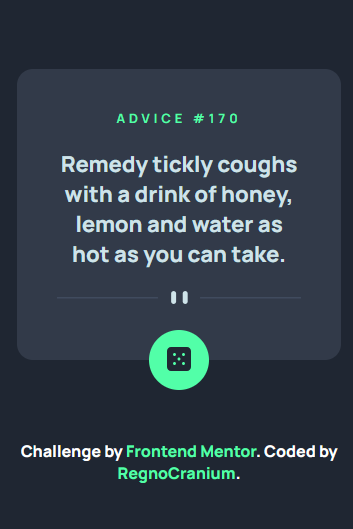 ADVICE #170
Remedy tickly coughs
with a drink of honey,
lemon and water as
hot as you can take.
Challenge by Frontend Mentor. Coded by
RegnoCranium.